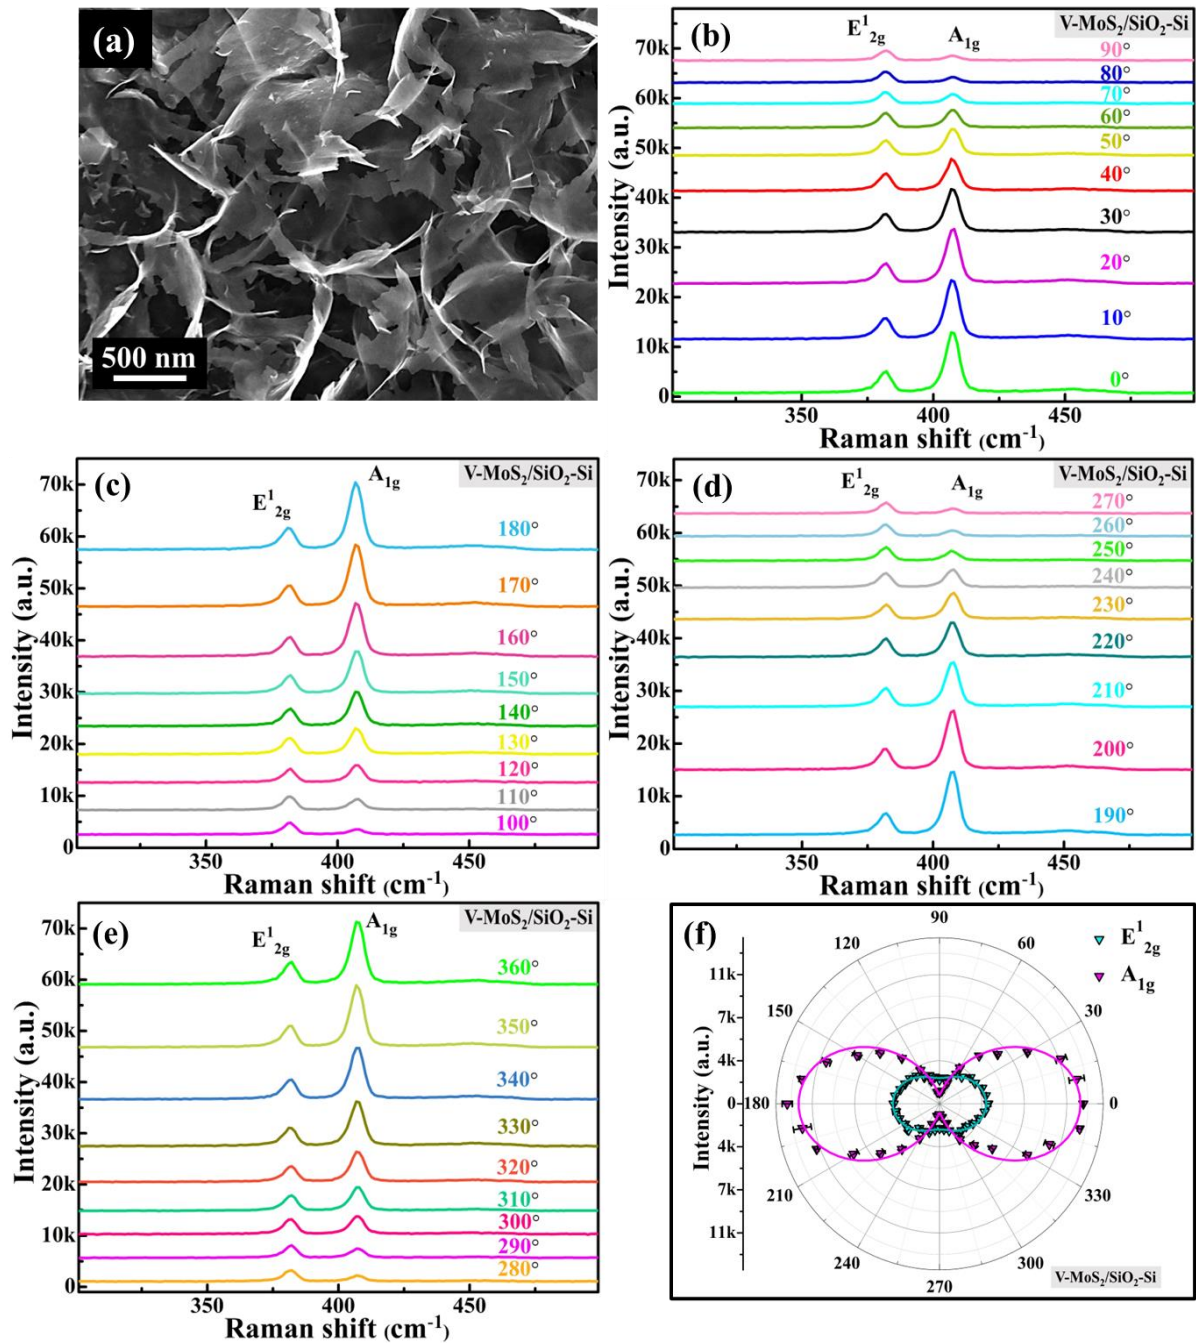 (a)
500 nm
(b)
V-MoS₂/SiO₂-Si
E¹₂g
A₁g
90°
80°
70°
60°
50°
40°
30°
20°
10°
0°
70k
60k
50k
40k
30k
20k
10k
0
Intensity (a.u.)
350
400
450
Raman shift (cm⁻¹)
(c)
V-MoS₂/SiO₂-Si
E¹₂g
A₁g
180°
170°
160°
150°
140°
130°
120°
110°
100°
70k
60k
50k
40k
30k
20k
10k
0
Intensity (a.u.)
350
400
450
Raman shift (cm⁻¹)
(d)
V-MoS₂/SiO₂-Si
E¹₂g
A₁g
270°
260°
250°
240°
230°
220°
210°
200°
190°
70k
60k
50k
40k
30k
20k
10k
0
Intensity (a.u.)
350
400
450
Raman shift (cm⁻¹)
(e)
V-MoS₂/SiO₂-Si
E¹₂g
A₁g
360°
350°
340°
330°
320°
310°
300°
290°
280°
70k
60k
50k
40k
30k
20k
10k
0
Intensity (a.u.)
350
400
450
Raman shift (cm⁻¹)
(f)
E¹₂g
A₁g
90
120
60
150
30
180
0
210
330
240
300
270
11k
7k
4k
0
4k
7k
11k
Intensity (a.u.)
V-MoS₂/SiO₂-Si